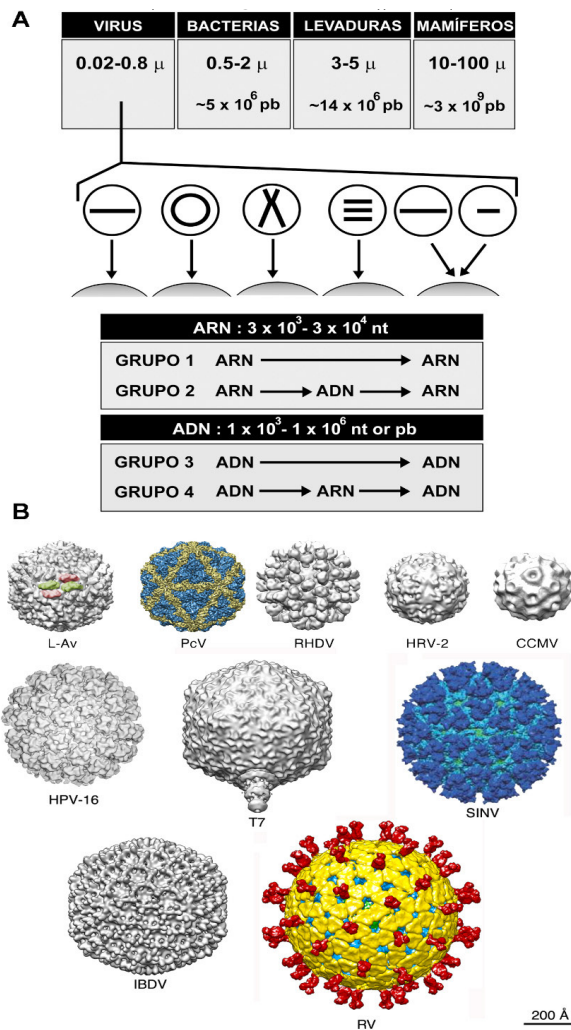 A
VIRUS BACTERIAS LEVADURAS MAMÍFEROS
0.02-0.8 μ 0.5-2 μ 3-5 μ 10-100 μ
~5 x 10⁶ pb ~14 x 10⁶ pb ~3 x 10⁹ pb
ARN : 3 x 10³- 3 x 10⁴ nt
GRUPO 1 ARN ARN
GRUPO 2 ARN ADN ARN
ADN : 1 x 10³- 1 x 10⁶ nt or pb
GRUPO 3 ADN ADN
GRUPO 4 ADN ARN ADN
B
L-Av PcV RHDV HRV-2 CCMV
HPV-16 T7 SINV
IBDV RV
200 Å